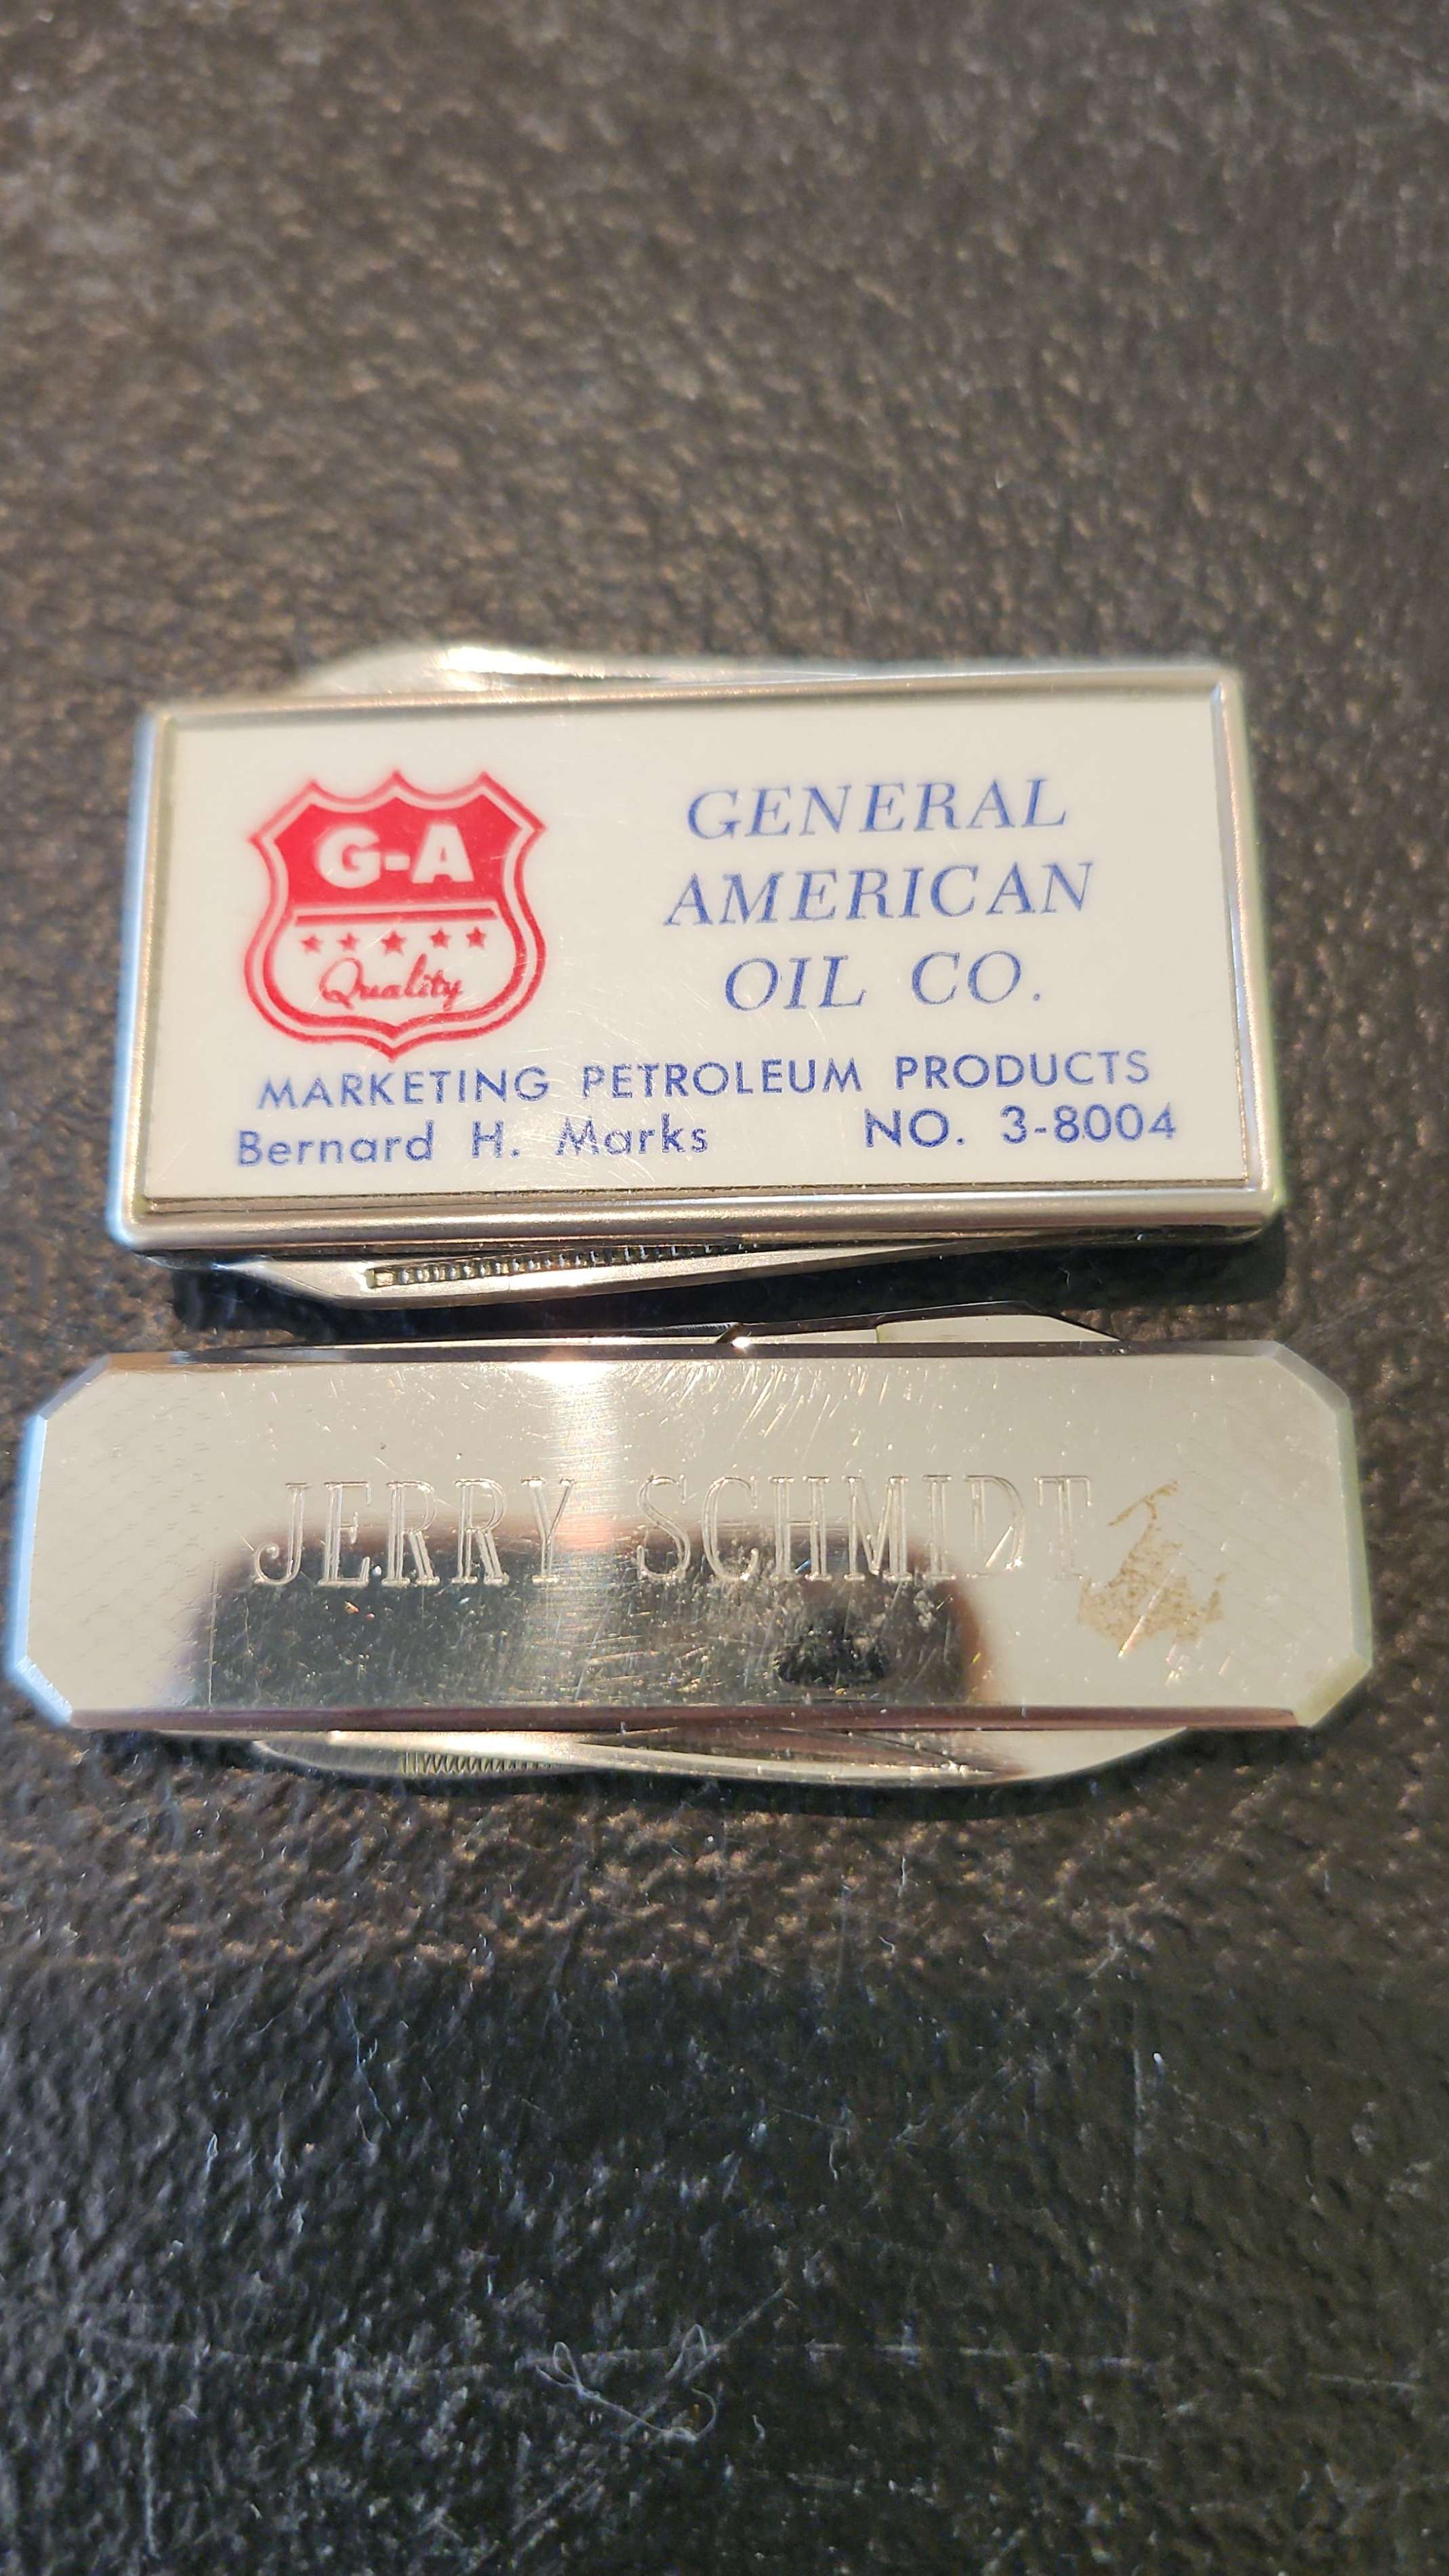 G-A
Quality
GENERAL
AMERICAN
OIL CO.
MARKETING PETROLEUM PRODUCTS
Bernard H. Marks NO. 3-8004
JERRY SCHMIDT